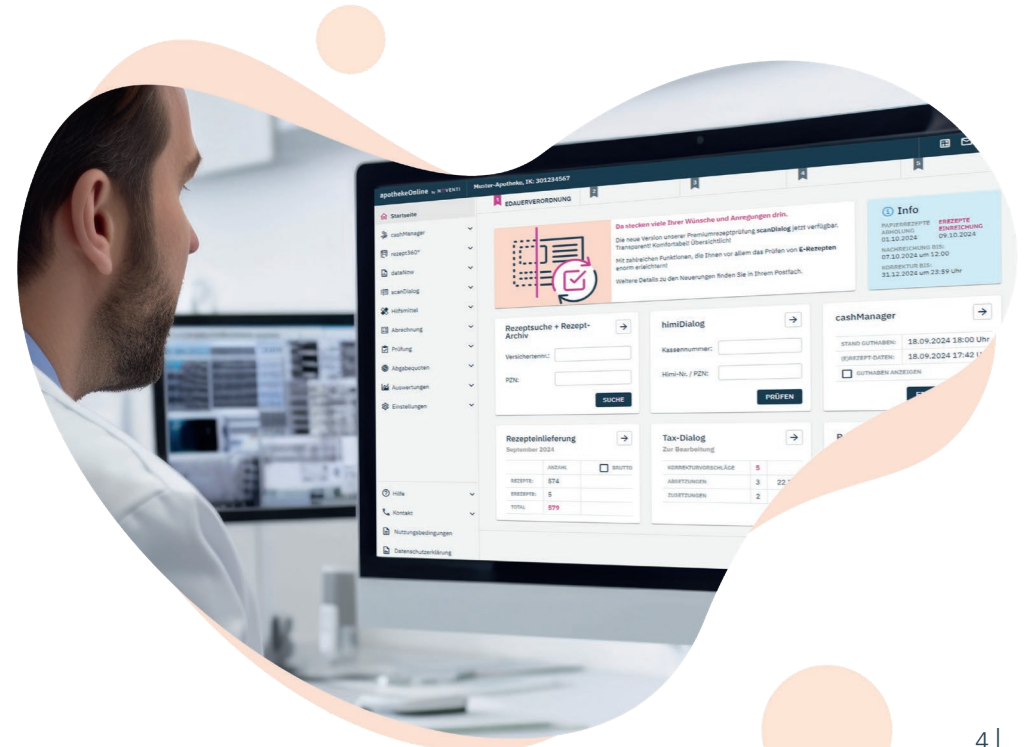 apothekeOnline by NOVENTI
Muster-Apotheke, IK: 301234567
Startseite
cashManager
rezept360°
dataNow
scanDialog
Hilfsmittel
Abrechnung
Prüfung
Abgabequoten
Auswertungen
Einstellungen
Hilfe
Kontakt
Nutzungsbedingungen
Datenschutzerklärung
1
EDAUERVERORDNUNG
2
3
4
5
Da stecken viele Ihrer Wünsche und Anregungen drin.
Die neue Version unserer Premiumrezeptprüfung scanDialog jetzt verfügbar.
Transparent! Komfortabel! Übersichtlich!
Mit zahlreichen Funktionen, die Ihnen vor allem das Prüfen von E-Rezepten
enorm erleichtern!
Weitere Details zu den Neuerungen finden Sie in Ihrem Postfach.
Info
PAPIERREZEPTE
ABHOLUNG
01.10.2024
EREZEPTE
EINREICHUNG
09.10.2024
NACHREICHUNG BIS:
07.10.2024 um 12:00
KORREKTUR BIS:
31.12.2024 um 23:59 Uhr
Rezeptsuche + Rezept-
Archiv
Versichertennr.:
PZN:
SUCHE
himiDialog
Kassennummer:
Himi-Nr. / PZN:
PRÜFEN
cashManager
STAND GUTHABEN: 18.09.2024 18:00 Uhr
(E)REZEPT-DATEN: 18.09.2024 17:42
GUTHABEN ANZEIGEN
Rezepteinlieferung
September 2024
ANZAHL BRUTTO
REZEPTE: 574
EREZEPTE: 5
TOTAL 579
Tax-Dialog
Zur Bearbeitung
KORREKTURVORSCHLÄGE 5
ABSETZUNGEN 3 22.
ZUSETZUNGEN 2
4 |